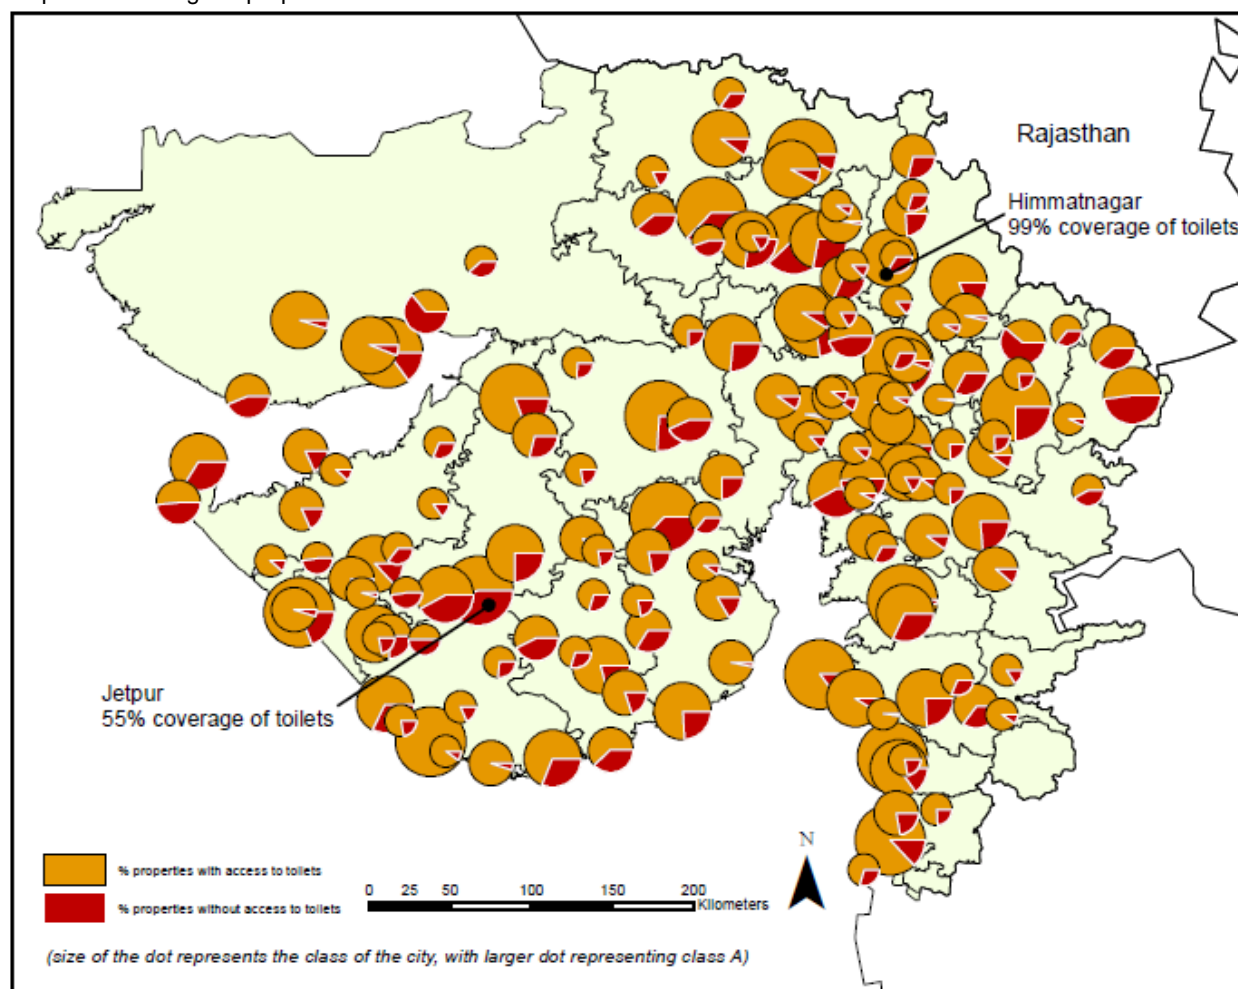 Rajasthan
Himmatnagar
99% coverage of toilets
Jetpur
55% coverage of toilets
% properties with access to toilets
% properties without access to toilets
N
0 25 50 100 150 200
Kilometers
(size of the dot represents the class of the city, with larger dot representing class A)